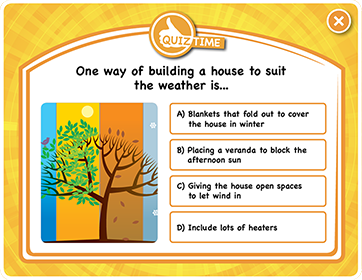 QUIZ TIME
One way of building a house to suit
the weather is...
A) Blankets that fold out to cover
the house in winter
B) Placing a veranda to block the
afternoon sun
C) Giving the house open spaces
to let wind in
D) Include lots of heaters